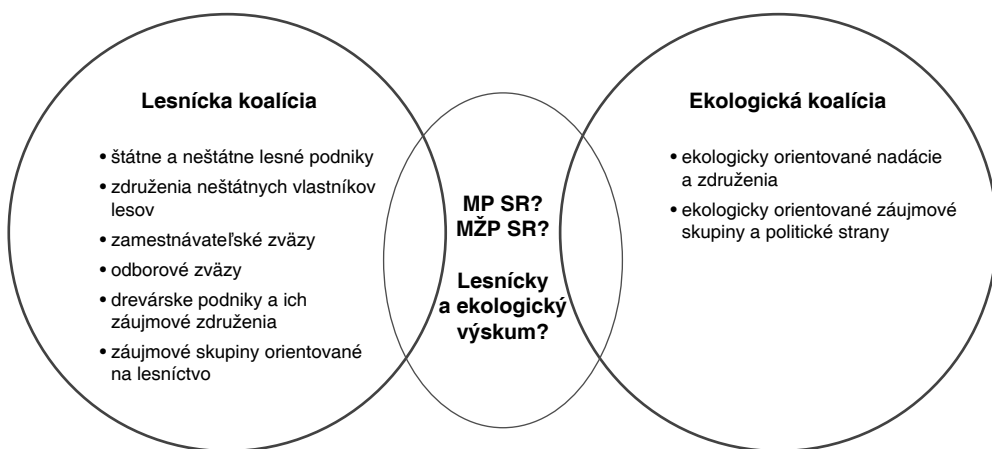 Lesnícka koalícia
• štátne a neštátne lesné podniky
• združenia neštátnych vlastníkov
lesov
• zamestnávateľské zväzy
• odborové zväzy
• drevárske podniky a ich
záujmové združenia
• záujmové skupiny orientované
na lesníctvo
MP SR?
MŽP SR?
Lesnícky
a ekologický
výskum?
Ekologická koalícia
• ekologicky orientované nadácie
a združenia
• ekologicky orientované záujmové
skupiny a politické strany